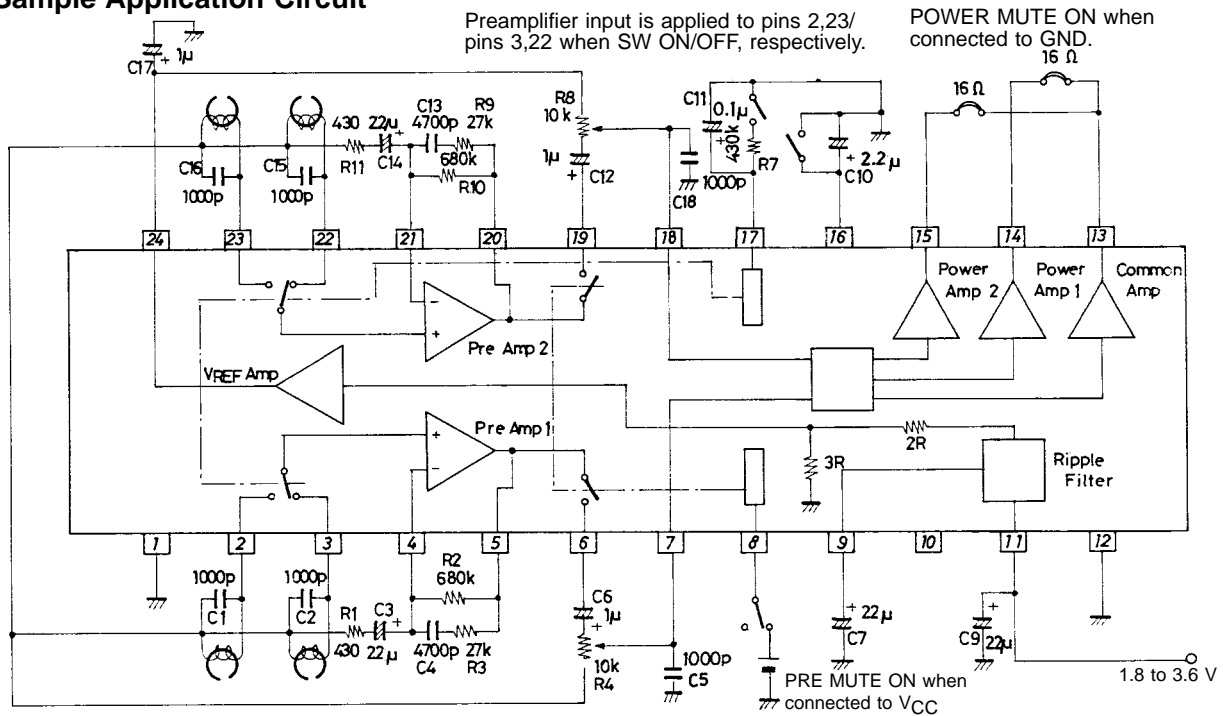 Sample Application Circuit
Preamplifier input is applied to pins 2,23/
pins 3,22 when SW ON/OFF, respectively.
POWER MUTE ON when
connected to GND.
16 Ω
16 Ω
C17
+ 1µ
C16
1000p
C15
1000p
430
R11
22µ
+
C14
C13
4700p
R9
27k
680k
R10
R8
10 k
1µ
+
C12
1000p
C18
C11
0.1µ
+
430k
R7
+ 2.2µ
C10
24
23
22
21
20
19
18
17
16
15
14
13
Power
Amp 2
Power
Amp 1
Common
Amp
−
+
Pre Amp 2
VREF Amp
Pre Amp 1
+
−
2R
3R
Ripple
Filter
1
2
3
4
5
6
7
8
9
10
11
12
1000p
C1
1000p
C2
R1
430
C3
+
22µ
R2
680k
4700p
C4
27k
R3
C6
1µ
+
10k
R4
1000p
C5
PRE MUTE ON when
connected to VCC
+ 22µ
C7
+
C9
22µ
1.8 to 3.6 V